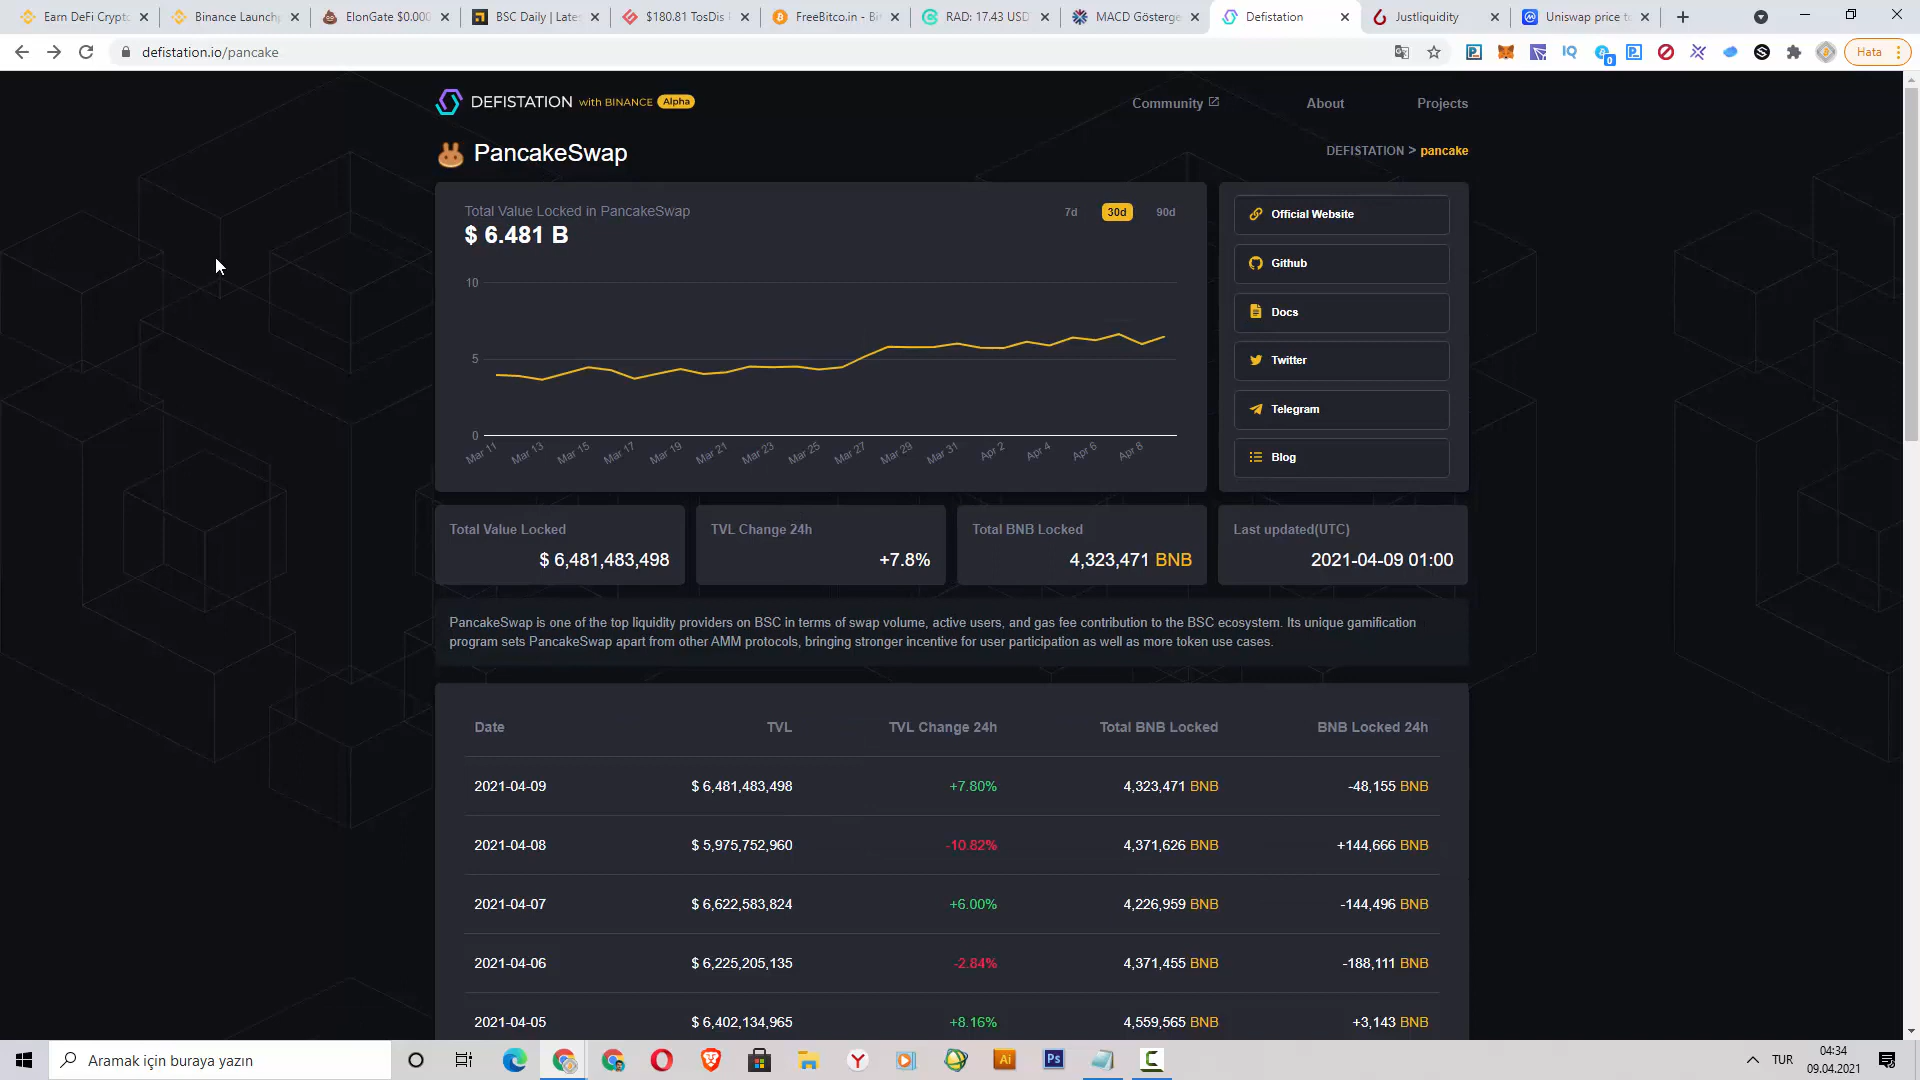 Earn DeFi Crypto
Binance Launchp
ElonGate $0.000
BSC Daily | Lates
$180.81 TosDis
FreeBitco.in - Bit
RAD: 17.43 USD
MACD Gösterge
Defistation
Justliquidity
Uniswap price to
defistation.io/pancake
0
Hata
DEFISTATION with BINANCE Alpha
Community
About
Projects
PancakeSwap
DEFISTATION > pancake
Total Value Locked in PancakeSwap
7d
30d
90d
$ 6.481 B
10
5
0
Mar 11
Mar 13
Mar 15
Mar 17
Mar 19
Mar 21
Mar 23
Mar 25
Mar 27
Mar 29
Mar 31
Apr 2
Apr 4
Apr 6
Apr 8
Official Website
Github
Docs
Twitter
Telegram
Blog
Total Value Locked
$ 6,481,483,498
TVL Change 24h
+7.8%
Total BNB Locked
4,323,471 BNB
Last updated(UTC)
2021-04-09 01:00
PancakeSwap is one of the top liquidity providers on BSC in terms of swap volume, active users, and gas fee contribution to the BSC ecosystem. Its unique gamification
program sets PancakeSwap apart from other AMM protocols, bringing stronger incentive for user participation as well as more token use cases.
Date TVL TVL Change 24h Total BNB Locked BNB Locked 24h
2021-04-09 $ 6,481,483,498 +7.80% 4,323,471 BNB -48,155 BNB
2021-04-08 $ 5,975,752,960 -10.82% 4,371,626 BNB +144,666 BNB
2021-04-07 $ 6,622,583,824 +6.00% 4,226,959 BNB -144,496 BNB
2021-04-06 $ 6,225,205,135 -2.84% 4,371,455 BNB -188,111 BNB
2021-04-05 $ 6,402,134,965 +8.16% 4,559,565 BNB +3,143 BNB
Aramak için buraya yazın
Ai
Ps
TUR
04:34
09.04.2021